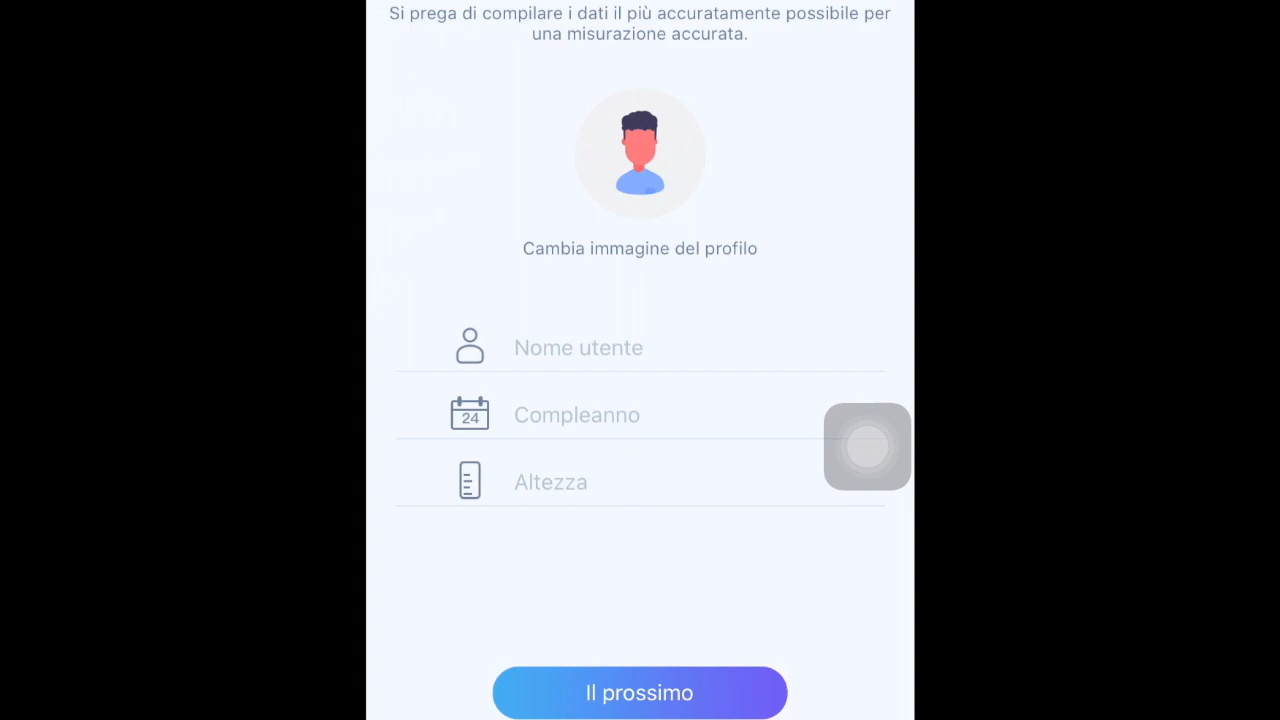 Si prega di compilare i dati il più accuratamente possibile per
una misurazione accurata.
Cambia immagine del profilo
Nome utente
24
Compleanno
Altezza
Il prossimo